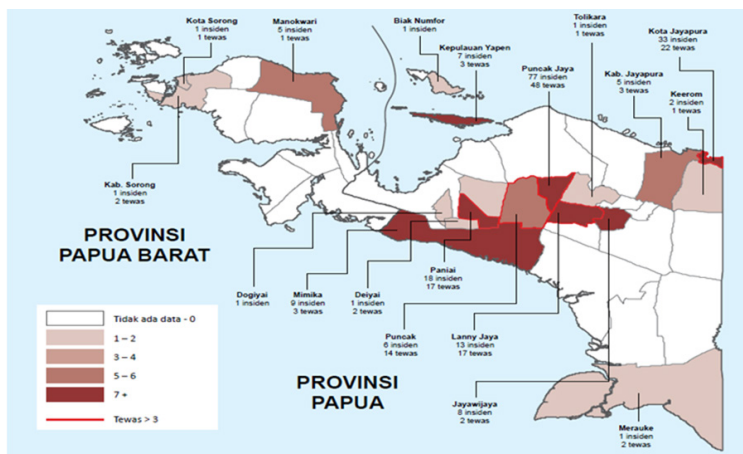 Kota Sorong
1 insiden
1 tewas
Manokwari
5 insiden
1 tewas
Biak Numfor
1 insiden
Kepulauan Yapen
7 insiden
3 tewas
Puncak Jaya
77 insiden
48 tewas
Tolikara
1 insiden
1 tewas
Kota Jayapura
33 insiden
22 tewas
Kab. Jayapura
5 insiden
3 tewas
Keerom
2 insiden
1 tewas
Kab. Sorong
1 insiden
2 tewas
PROVINSI
PAPUA BARAT
Dogiyai
1 insiden
Mimika
9 insiden
3 tewas
Deiyai
1 insiden
2 tewas
Paniai
18 insiden
17 tewas
Puncak
6 insiden
14 tewas
Lanny Jaya
13 insiden
17 tewas
Jayawijaya
8 insiden
2 tewas
Merauke
1 insiden
2 tewas
PROVINSI
PAPUA
Tidak ada data - 0
1 – 2
3 – 4
5 – 6
7 +
Tewas > 3